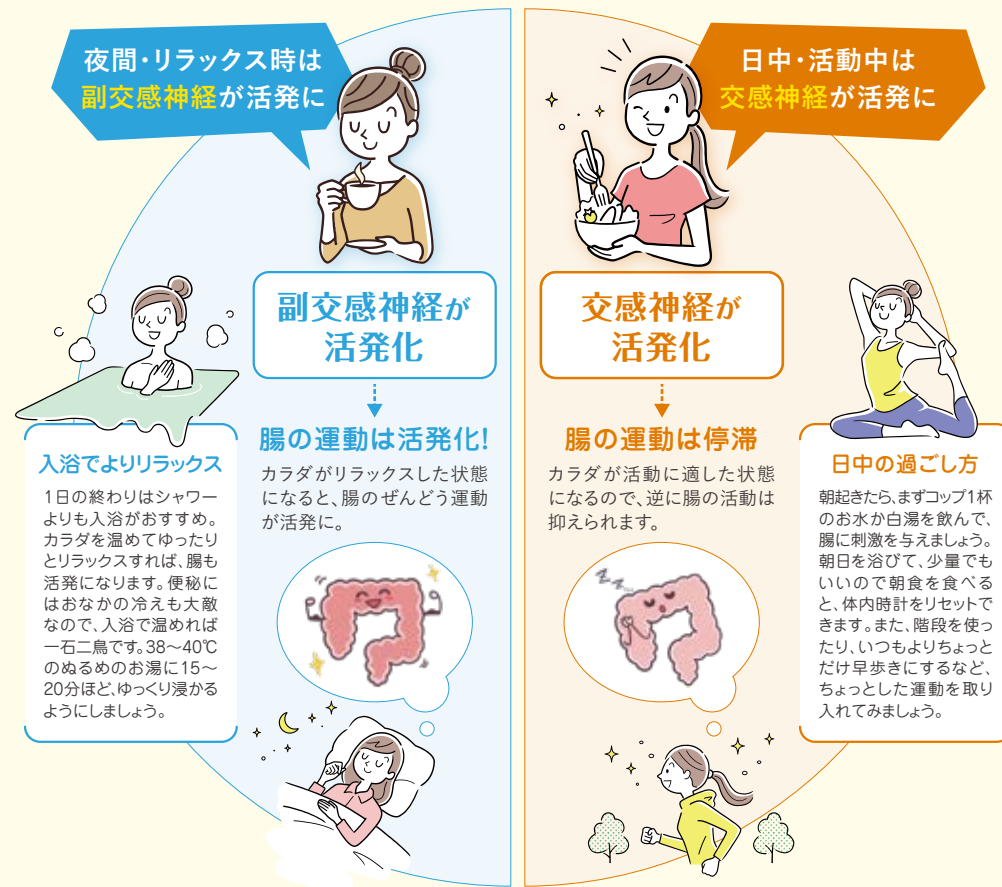 夜間・リラックス時は
副交感神経が活発に
副交感神経が
活発化
腸の運動は活発化!
カラダがリラックスした状態
になると、腸のぜんどう運動
が活発に。
入浴でよりリラックス
1日の終わりはシャワー
よりも入浴がおすすめ。
カラダを温めてゆったり
とリラックスすれば、腸も
活発になります。便秘に
はおなかの冷えも大敵
なので、入浴で温めれば
一石二鳥です。38〜40℃
のぬるめのお湯に15〜
20分ほど、ゆっくり浸かる
ようにしましょう。
日中・活動中は
交感神経が活発に
交感神経が
活発化
腸の運動は停滞
カラダが活動に適した状態
になるので、逆に腸の活動は
抑えられます。
zzz
日中の過ごし方
朝起きたら、まずコップ1杯
のお水か白湯を飲んで、
腸に刺激を与えましょう。
朝日を浴びて、少量でも
いいので朝食を食べる
と、体内時計をリセットで
きます。また、階段を使っ
たり、いつもよりちょっと
だけ早歩きにするなど、
ちょっとした運動を取り
入れてみましょう。